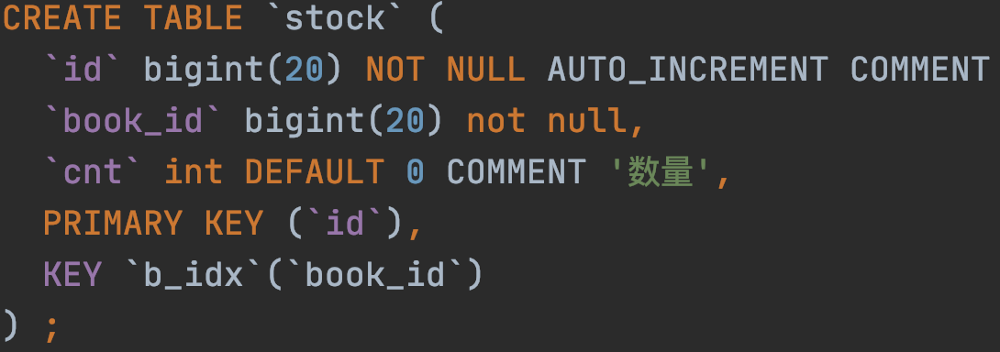 CREATE TABLE `stock` (
`id` bigint(20) NOT NULL AUTO_INCREMENT COMMENT
`book_id` bigint(20) not null,
`cnt` int DEFAULT 0 COMMENT '数量',
PRIMARY KEY (`id`),
KEY `b_idx`(`book_id`)
) ;